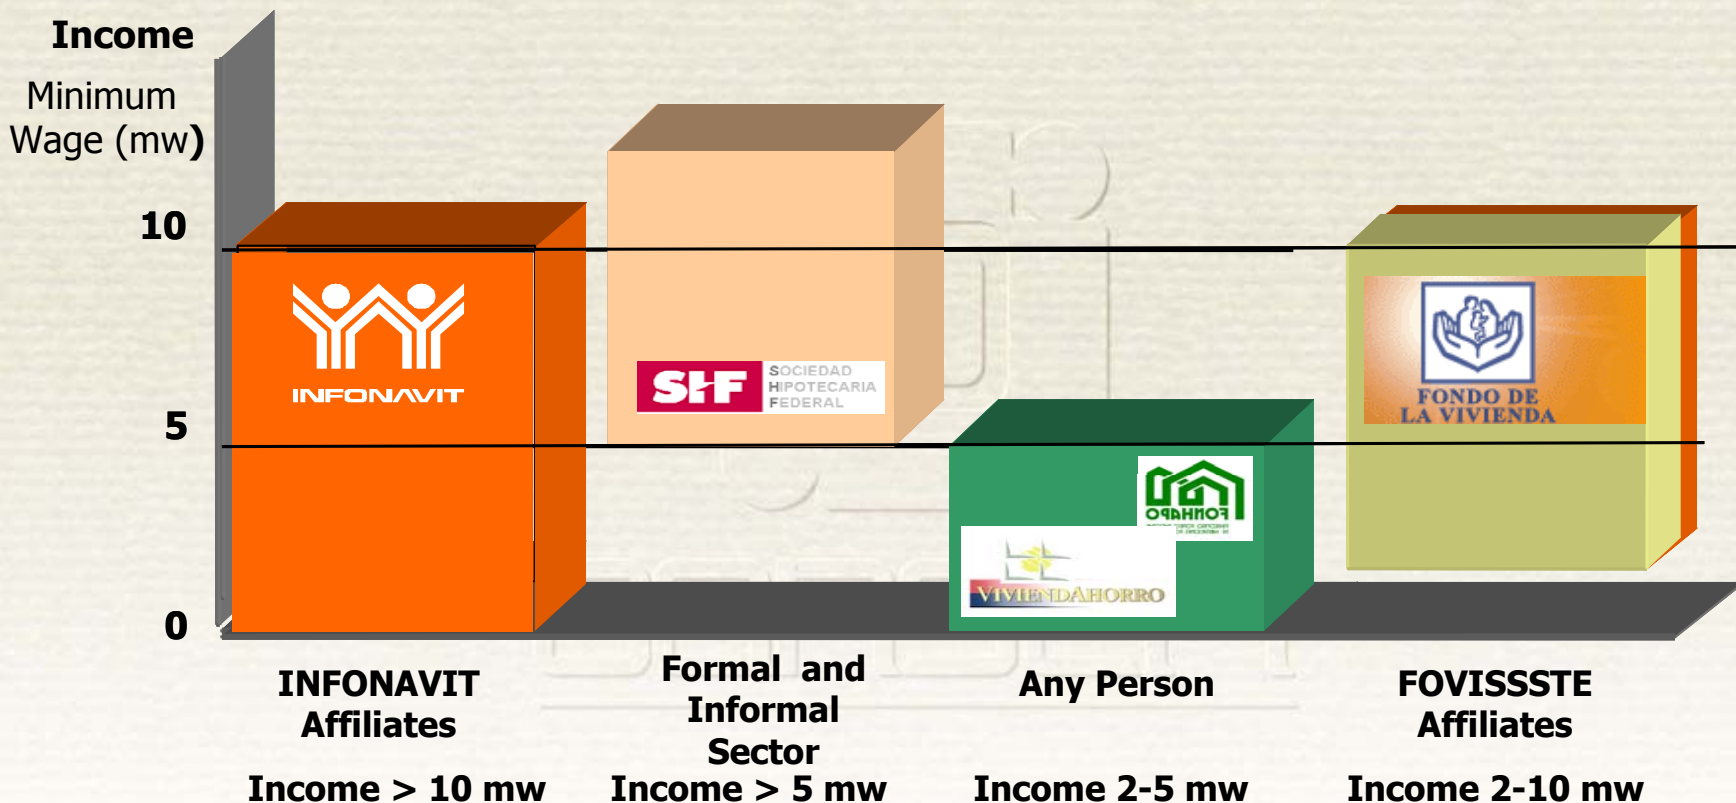 Income
Minimum
Wage (mw)
10
5
0
INFONAVIT
SHF
SOCIEDAD
HIPOTECARIA
FEDERAL
FONHAPO
VIVIENDAHORRO
FONDO DE
LA VIVIENDA
INFONAVIT
Affiliates
Income > 10 mw
Formal and
Informal
Sector
Income > 5 mw
Any Person
Income 2-5 mw
FOVISSSTE
Affiliates
Income 2-10 mw